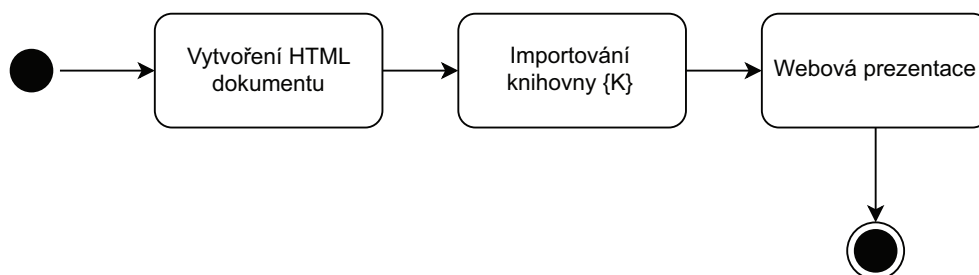 Vytvoření HTML
dokumentu
Importování
knihovny {K}
Webová prezentace